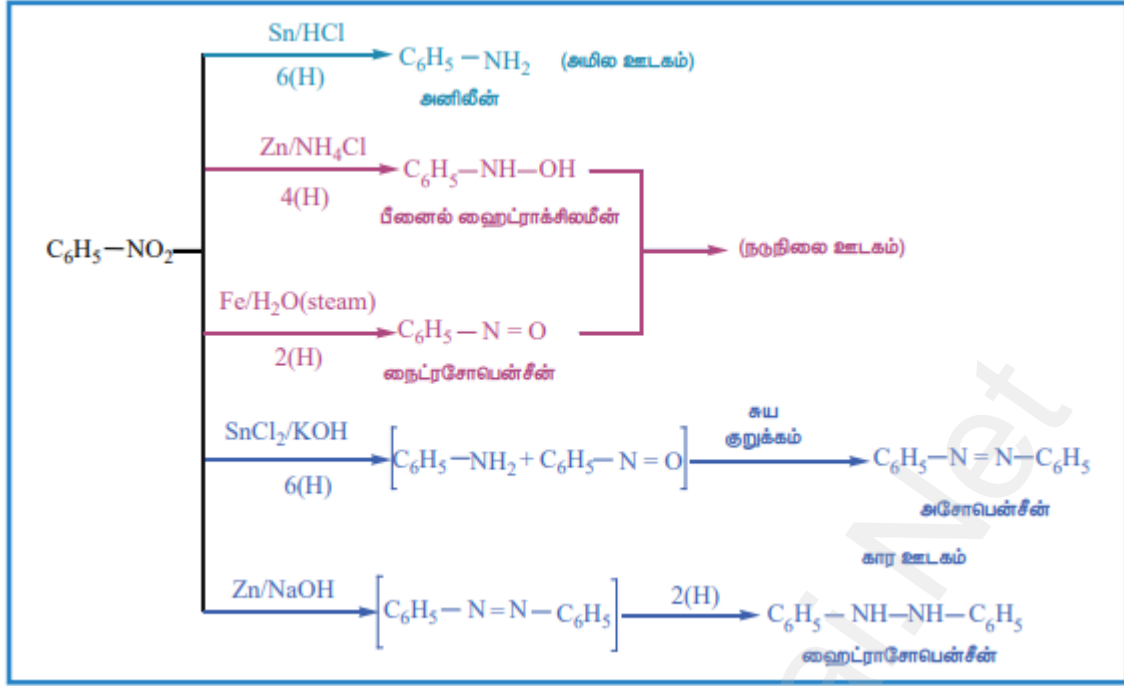 Sn/HCl
6(H)
C₆H₅ – NH₂ (அமில ஊடகம்)
அனிலீன்
Zn/NH₄Cl
4(H)
C₆H₅–NH–OH
பீனைல் ஹைட்ராக்சிலமீன்
C₆H₅–NO₂
(நடுநிலை ஊடகம்)
Fe/H₂O(steam)
2(H)
C₆H₅ – N = O
நைட்ரசோபென்சீன்
SnCl₂/KOH
6(H)
[C₆H₅ –NH₂ + C₆H₅– N = O]
சுய
குறுக்கம்
C₆H₅–N = N–C₆H₅
அசோபென்சீன்
கார ஊடகம்
Zn/NaOH
[C₆H₅ – N = N – C₆H₅]
2(H)
C₆H₅ – NH–NH– C₆H₅
ஹைட்ராசோபென்சீன்
ai.Net